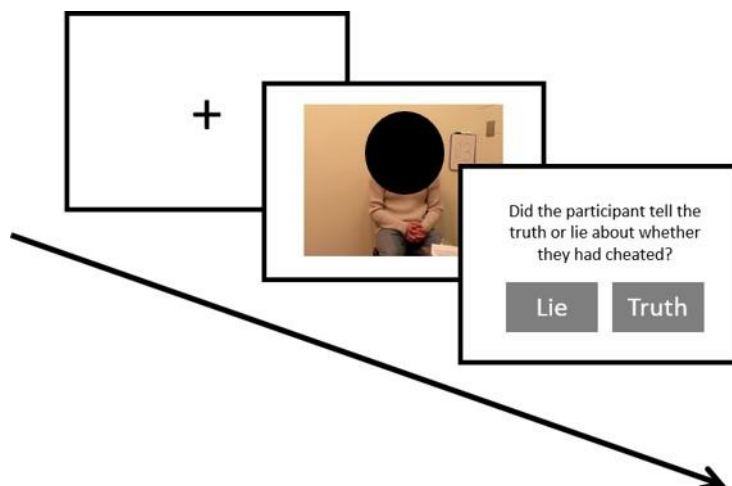 +
Did the participant tell the
truth or lie about whether
they had cheated?
Lie Truth